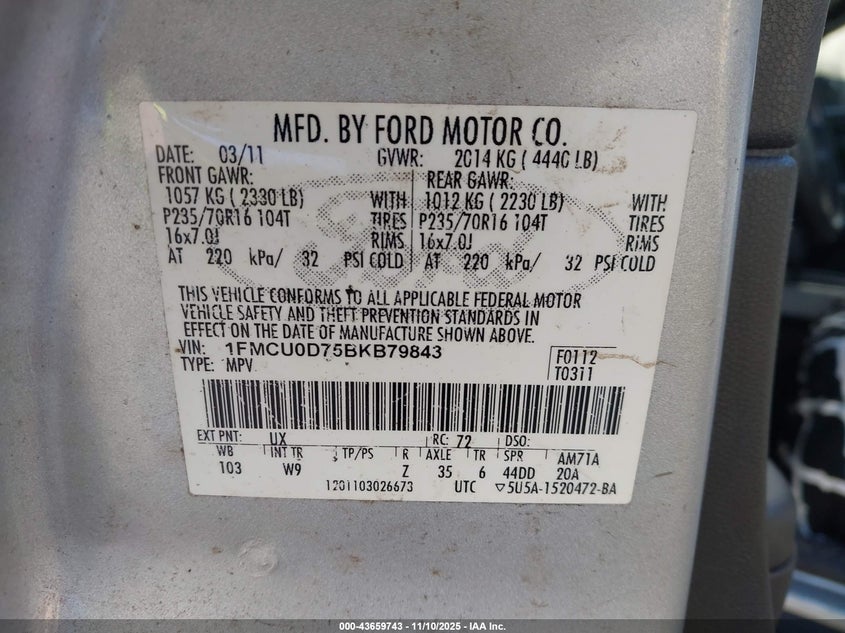 MFD. BY FORD MOTOR CO.
DATE: 03/11 GVWR: 2014 KG ( 4440 LB)
FRONT GAWR: REAR GAWR:
1057 KG ( 2330 LB) WITH 1012 KG ( 2230 LB) WITH
P235/70R16 104T TIRES P235/70R16 104T TIRES
16x7.0J RIMS 16x7.0J RIMS
AT 220 kPa/ 32 PSI COLD AT 220 kPa/ 32 PSI COLD
THIS VEHICLE CONFORMS TO ALL APPLICABLE FEDERAL MOTOR
VEHICLE SAFETY AND THEFT PREVENTION STANDARDS IN
EFFECT ON THE DATE OF MANUFACTURE SHOWN ABOVE.
VIN: 1FMCU0D75BKB79843 F0112
TYPE: MPV T0311
EXT PNT: UX RC: 72 DSO:
WB INT TR TP/PS R AXLE TR SPR AM71A
103 W9 Z 35 6 44DD 20A
1201103026673 UTC ▽5U5A-1520472-BA
000-43659743 - 11/10/2025 - IAA Inc.